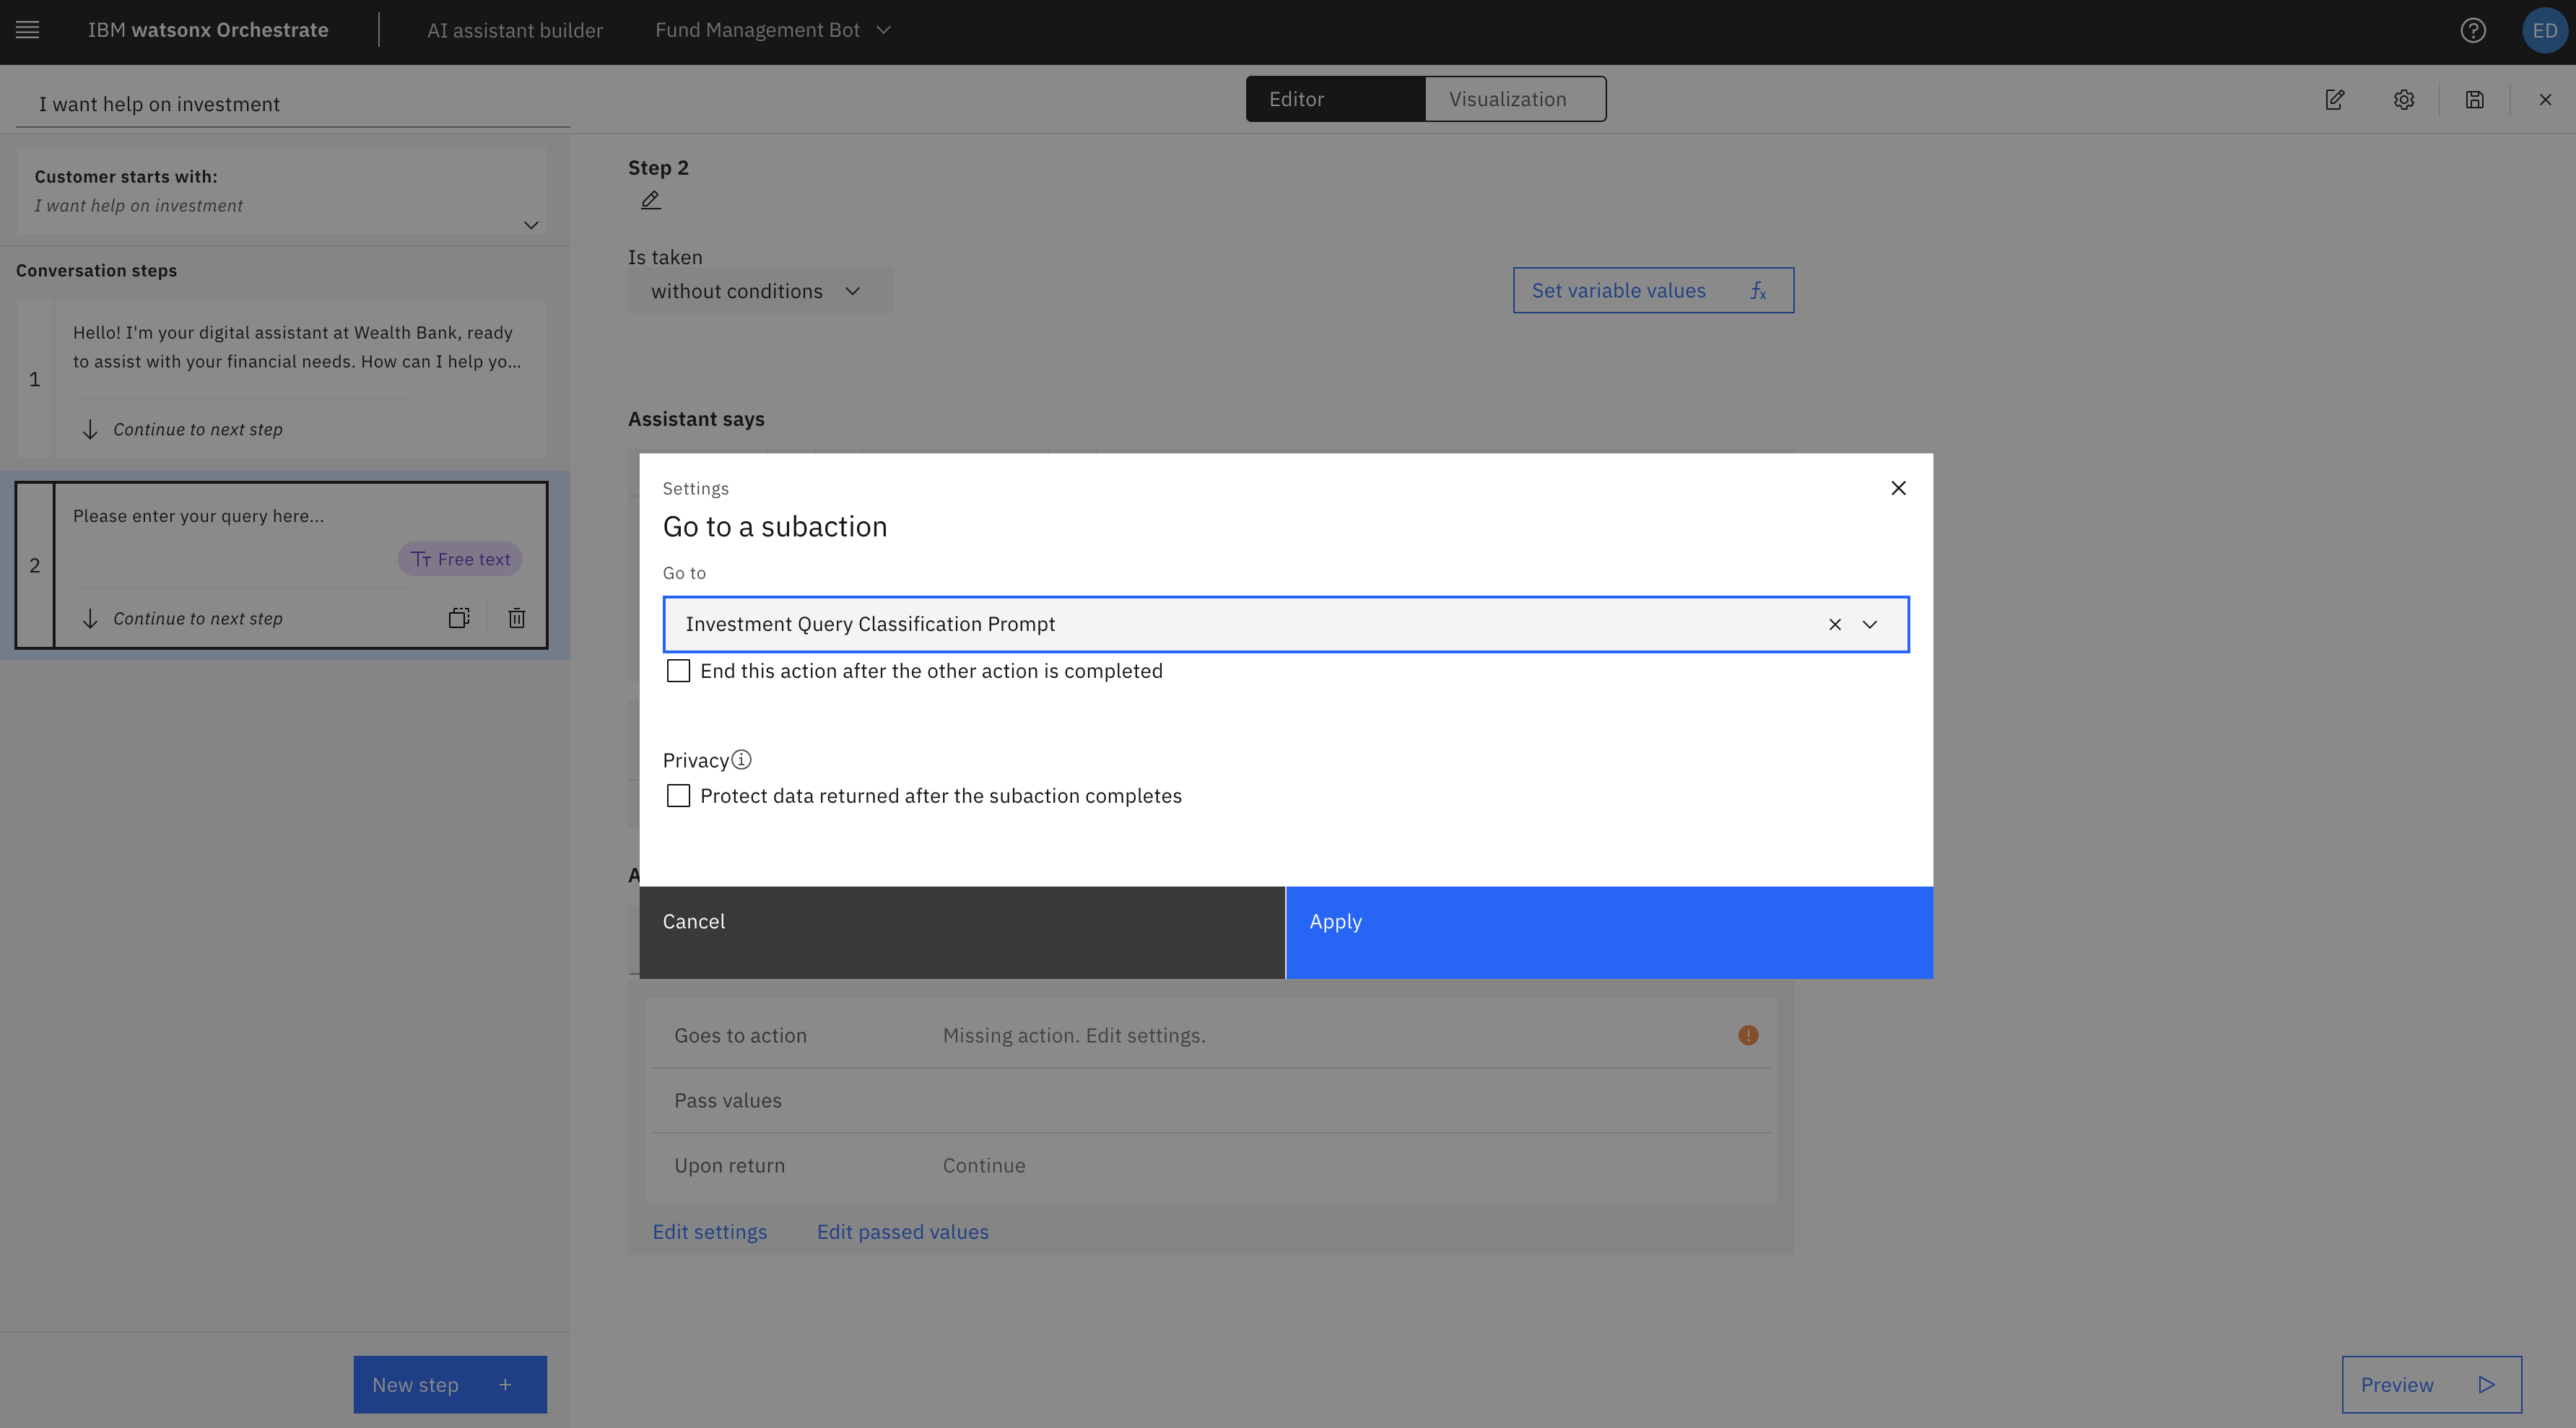 IBM watsonx Orchestrate
AI assistant builder
Fund Management Bot
ED
I want help on investment
Editor
Visualization
Customer starts with:
I want help on investment
Conversation steps
1
Hello! I'm your digital assistant at Wealth Bank, ready
to assist with your financial needs. How can I help yo...
Continue to next step
2
Please enter your query here...
Free text
Continue to next step
New step
Step 2
Is taken
without conditions
Set variable values
Assistant says
Settings
Go to a subaction
Go to
Investment Query Classification Prompt
End this action after the other action is completed
Privacy
Protect data returned after the subaction completes
Cancel
Apply
Goes to action
Missing action. Edit settings.
Pass values
Upon return
Continue
Edit settings
Edit passed values
Preview